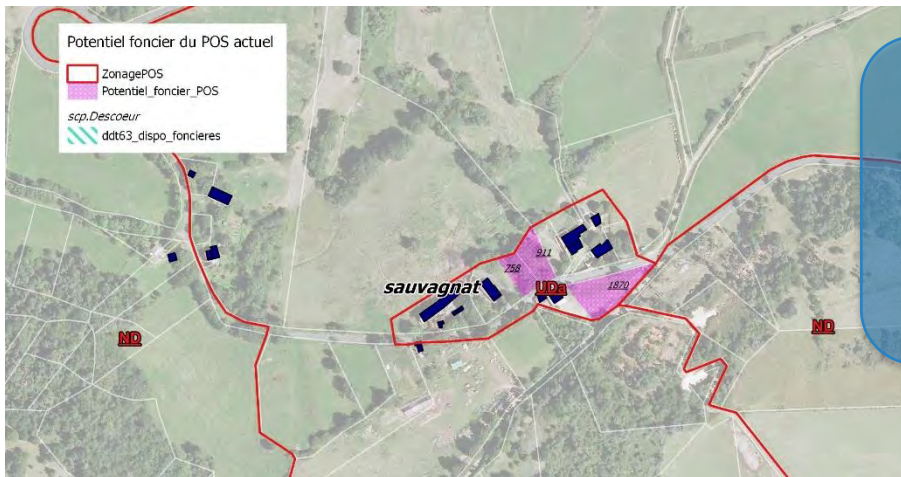 Potentiel foncier du POS actuel
ZonagePOS
Potentiel_foncier_POS
scp.Descoeur
ddt63_dispo_foncieres
911
758
sauvagnat
UDa
1870
ND
ND